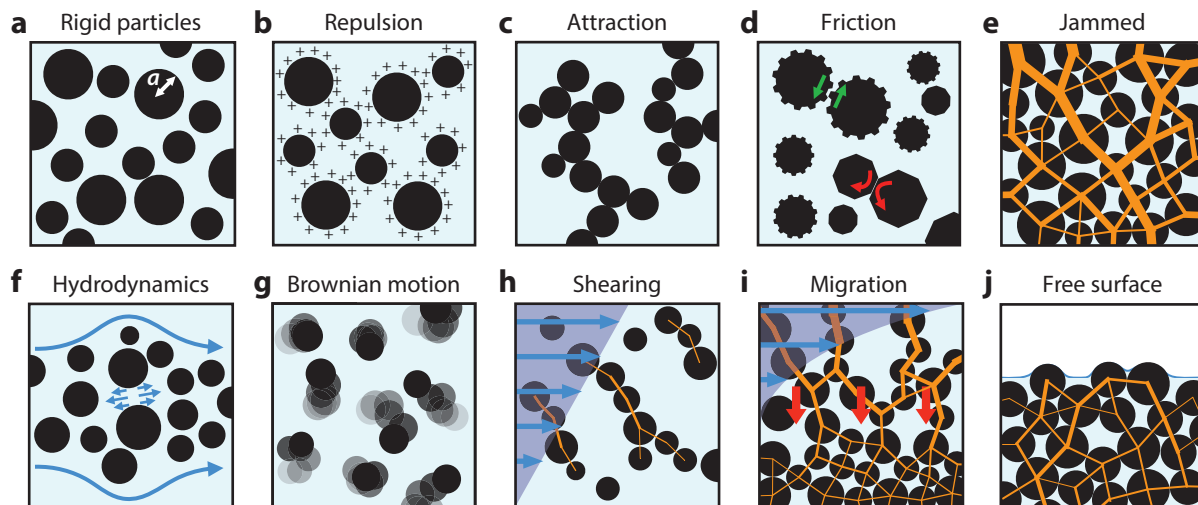 a Rigid particles
b Repulsion
c Attraction
d Friction
e Jammed
a
f Hydrodynamics
g Brownian motion
h Shearing
i Migration
j Free surface